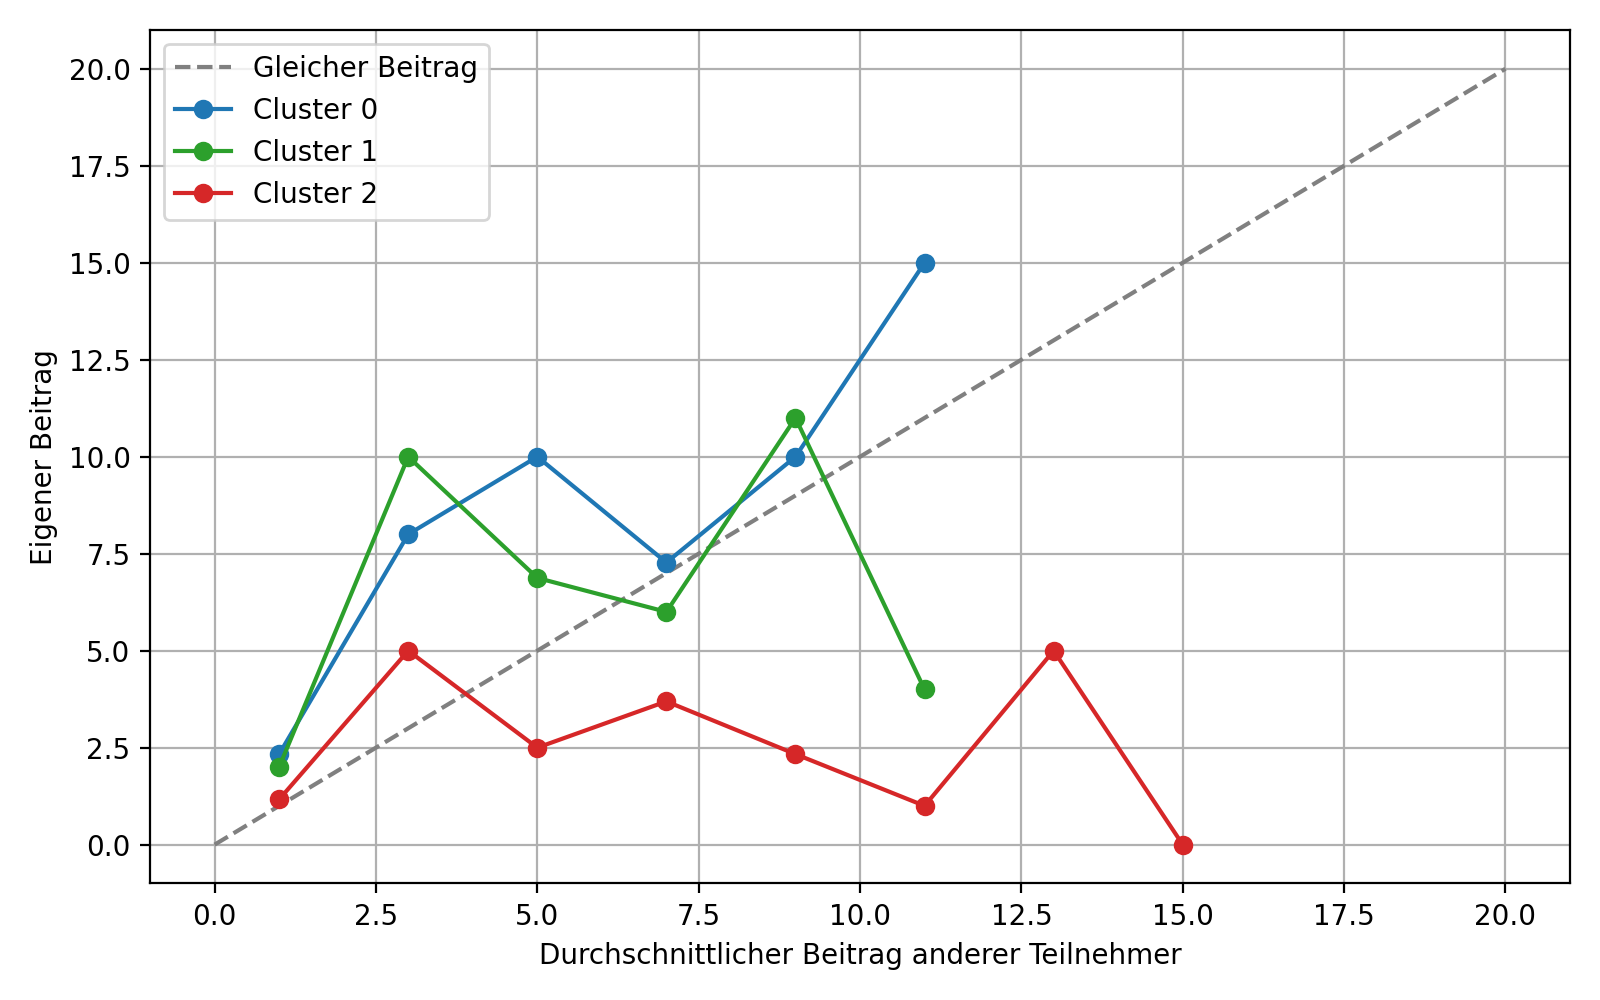 Gleicher Beitrag
Cluster 0
Cluster 1
Cluster 2
20.0
17.5
15.0
12.5
10.0
7.5
5.0
2.5
0.0
Eigener Beitrag
0.0 2.5 5.0 7.5 10.0 12.5 15.0 17.5 20.0
Durchschnittlicher Beitrag anderer Teilnehmer